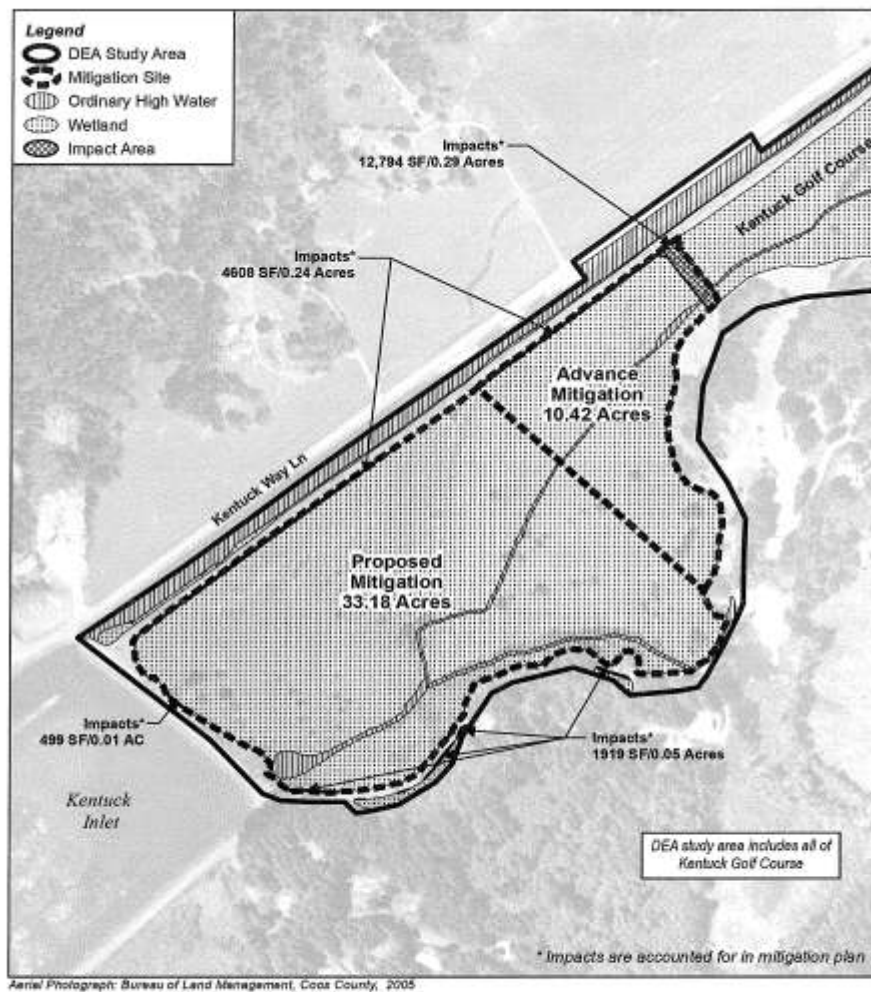 Legend
DEA Study Area
Mitigation Site
Ordinary High Water
Wetland
Impact Area
Impacts*
12,794 SF/0.29 Acres
Kentuck Golf Course
Impacts*
4608 SF/0.24 Acres
Advance
Mitigation
10.42 Acres
Kentuck Way Ln
Proposed
Mitigation
33.18 Acres
Impacts*
499 SF/0.01 AC
Impacts*
1919 SF/0.05 Acres
Kentuck
Inlet
DEA study area includes all of
Kentuck Golf Course
* Impacts are accounted for in mitigation plan
Aerial Photograph: Bureau of Land Management, Coos County, 2005